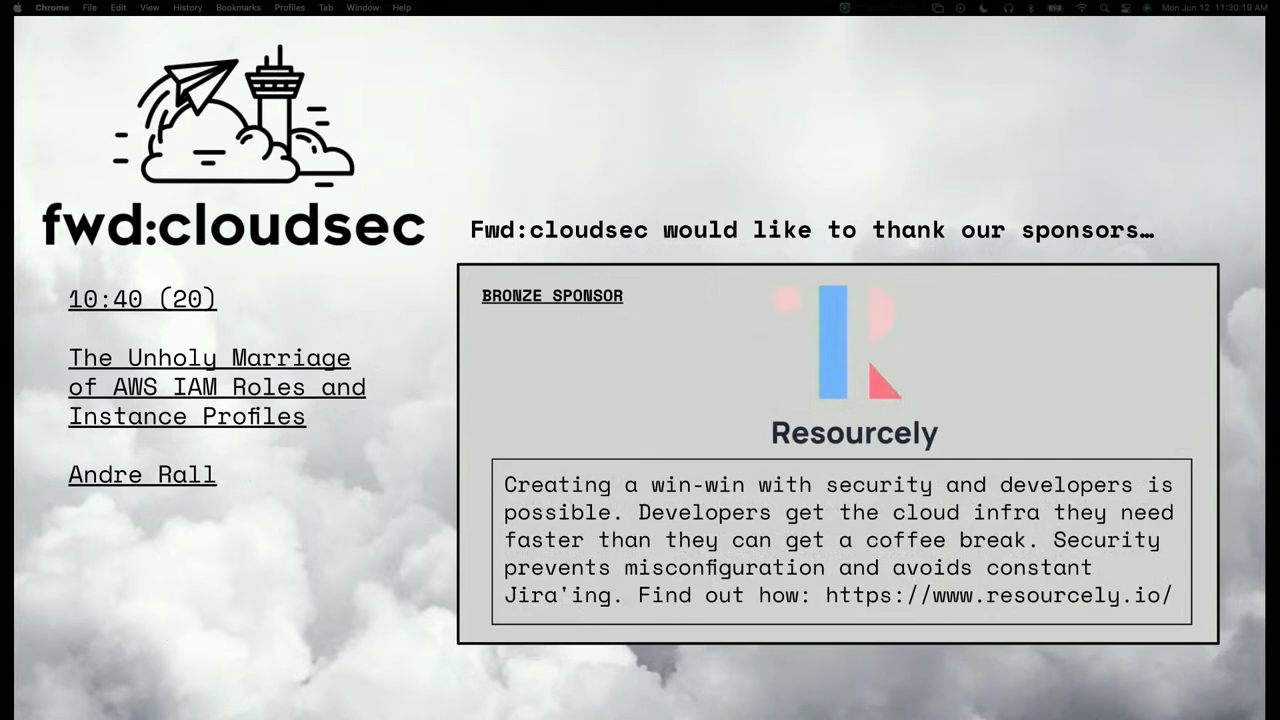 Chrome File Edit View History Bookmarks Profiles Tab Window Help Mon Jun 12 11:30:19 AM
fwd:cloudsec
10:40 (20)
The Unholy Marriage
of AWS IAM Roles and
Instance Profiles
Andre Rall
Fwd:cloudsec would like to thank our sponsors…
BRONZE SPONSOR
Resourcely
Creating a win-win with security and developers is
possible. Developers get the cloud infra they need
faster than they can get a coffee break. Security
prevents misconfiguration and avoids constant
Jira'ing. Find out how: https://www.resourcely.io/